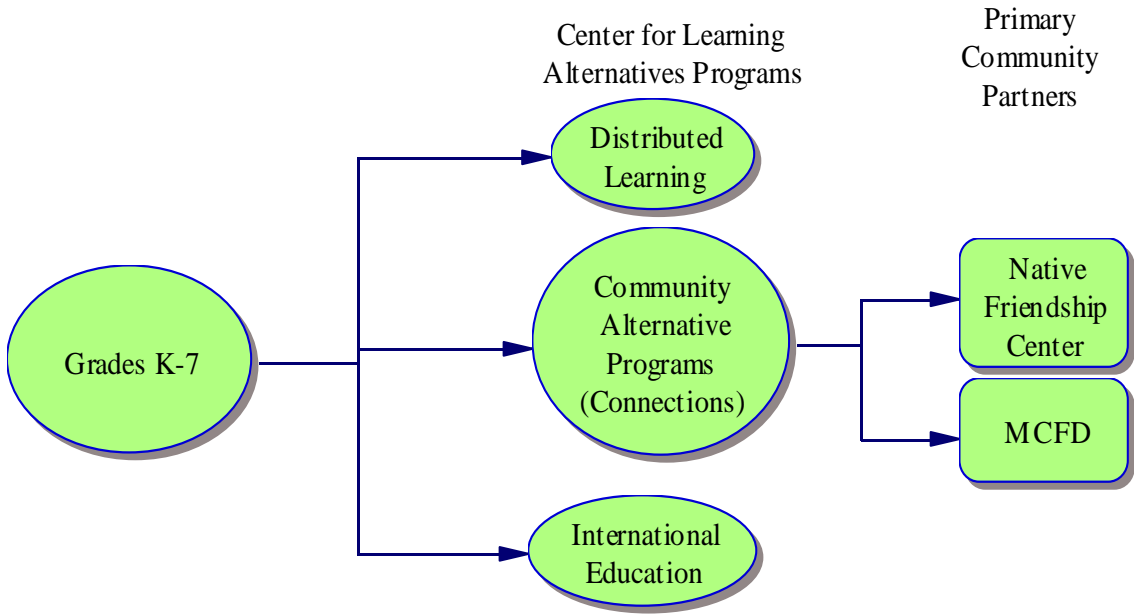 Center for Learning
Alternatives Programs
Primary
Community
Partners
Distributed
Learning
Grades K-7
Community
Alternative
Programs
(Connections)
Native
Friendship
Center
MCFD
International
Education